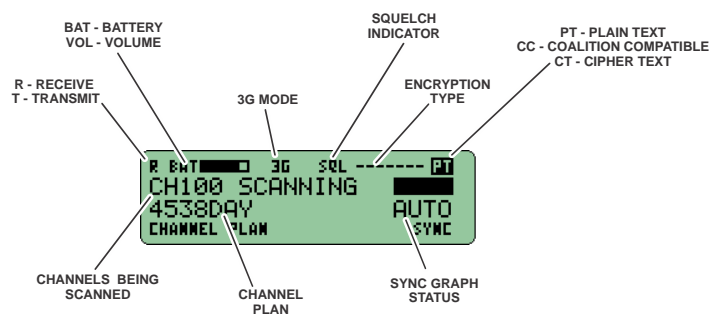 BAT - BATTERY
VOL - VOLUME
SQUELCH
INDICATOR
PT - PLAIN TEXT
CC - COALITION COMPATIBLE
CT - CIPHER TEXT
R - RECEIVE
T - TRANSMIT
3G MODE
ENCRYPTION
TYPE
R BAT 3G SQL ------- PT
CH100 SCANNING
4538DAY AUTO
CHANNEL PLAN SYNC
CHANNELS BEING
SCANNED
CHANNEL
PLAN
SYNC GRAPH
STATUS